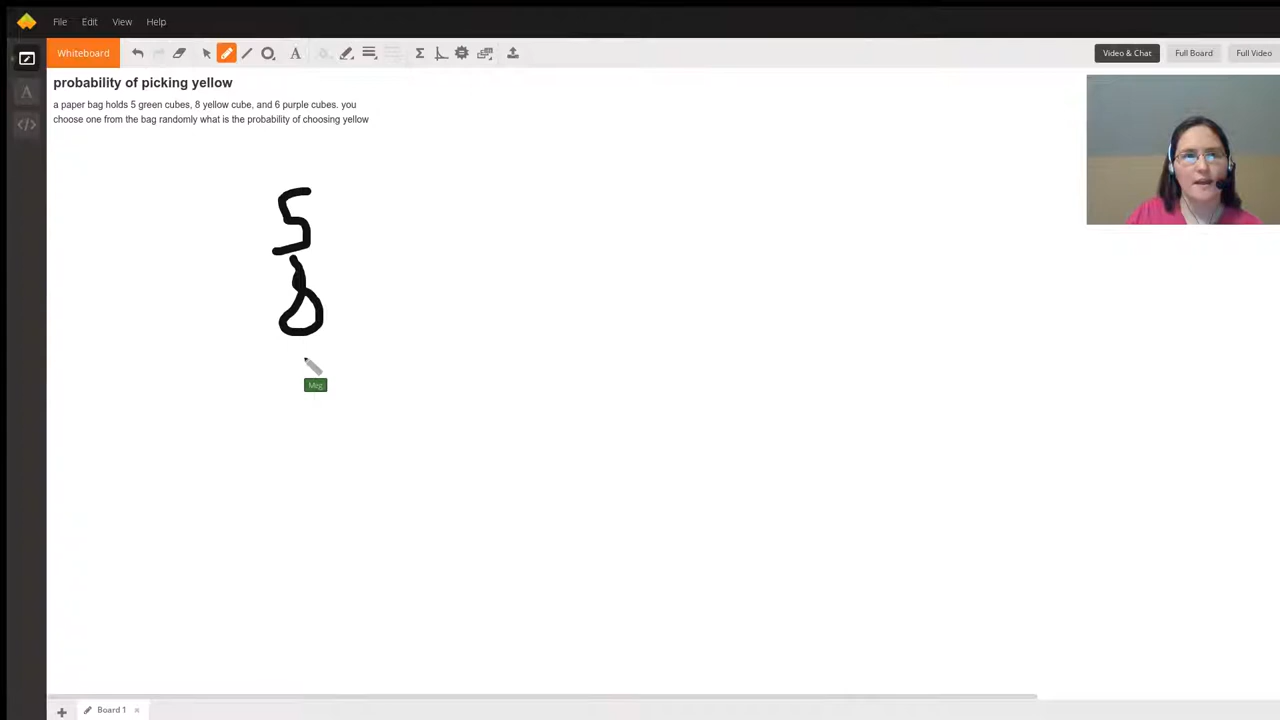 File Edit View Help
Whiteboard A Σ Video & Chat Full Board Full Video
A
</>
probability of picking yellow
a paper bag holds 5 green cubes, 8 yellow cube, and 6 purple cubes. you
choose one from the bag randomly what is the probability of choosing yellow
5
8
Meg
Board 1